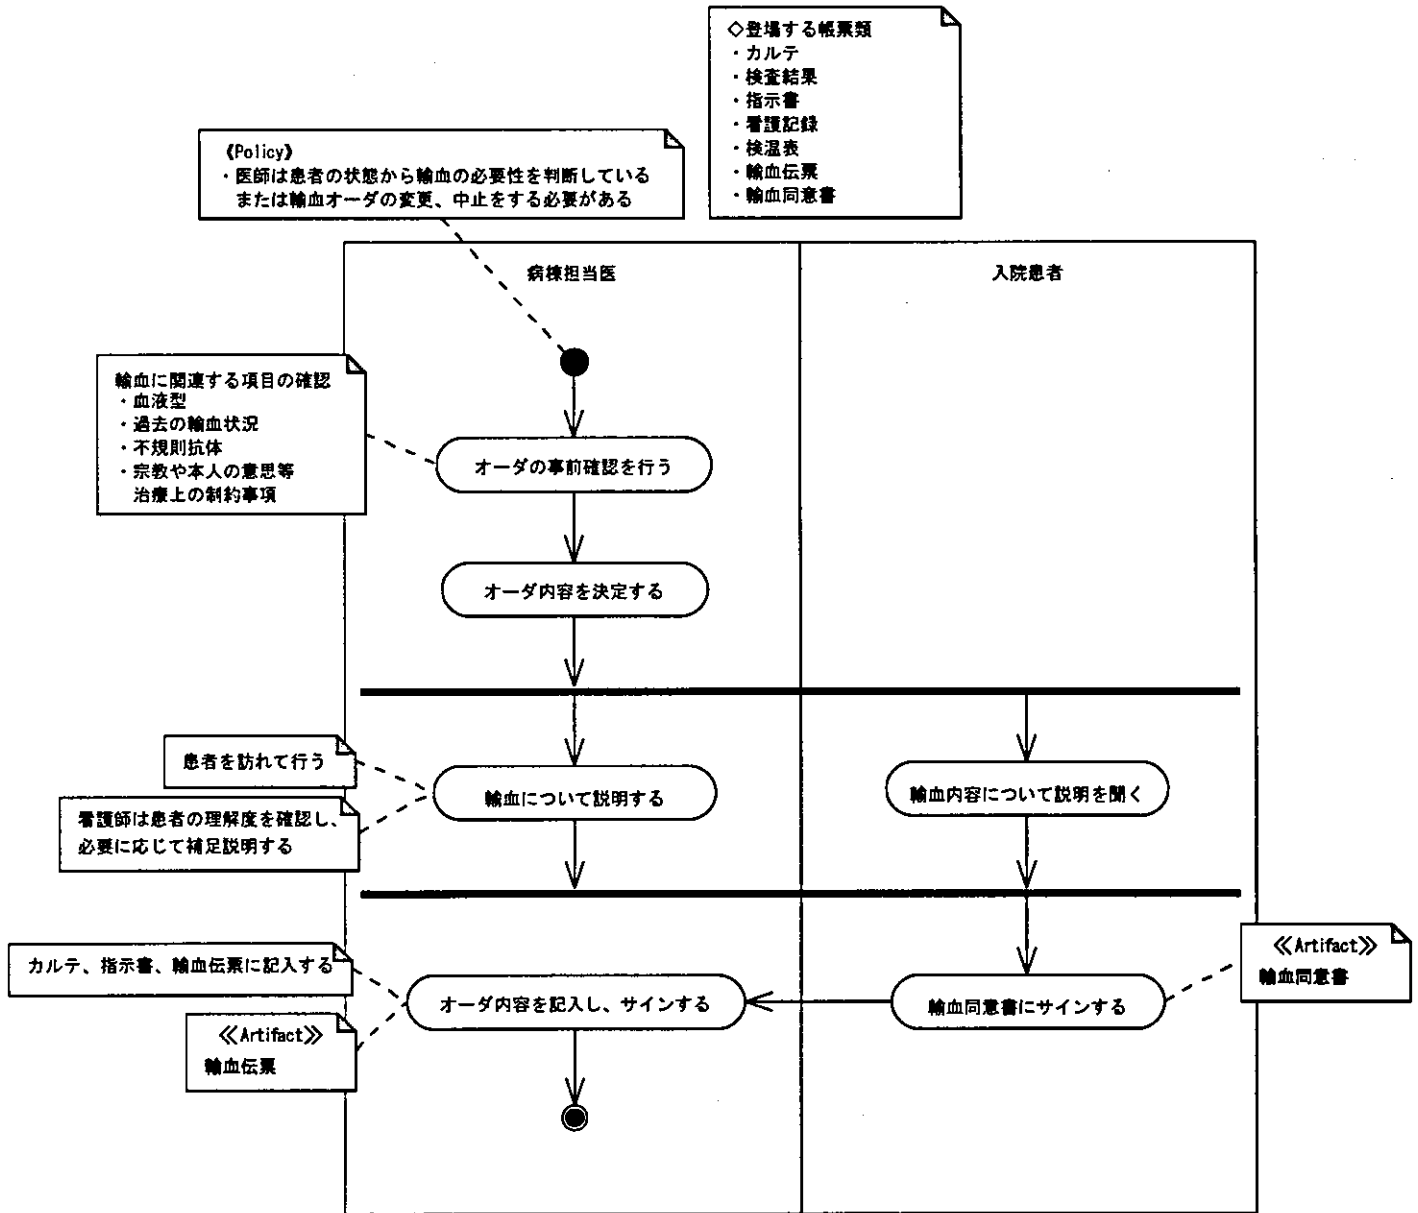 ◇登場する帳票類
・カルテ
・検査結果
・指示書
・看護記録
・検温表
・輸血伝票
・輸血同意書
《Policy》
・医師は患者の状態から輸血の必要性を判断している
または輸血オーダの変更、中止をする必要がある
病棟担当医
入院患者
輸血に関連する項目の確認
・血液型
・過去の輸血状況
・不規則抗体
・宗教や本人の意思等
治療上の制約事項
オーダの事前確認を行う
オーダ内容を決定する
患者を訪れて行う
輸血について説明する
輸血内容について説明を聞く
看護師は患者の理解度を確認し、
必要に応じて補足説明する
カルテ、指示書、輸血伝票に記入する
オーダ内容を記入し、サインする
輸血同意書にサインする
≪Artifact≫
輸血同意書
≪Artifact≫
輸血伝票